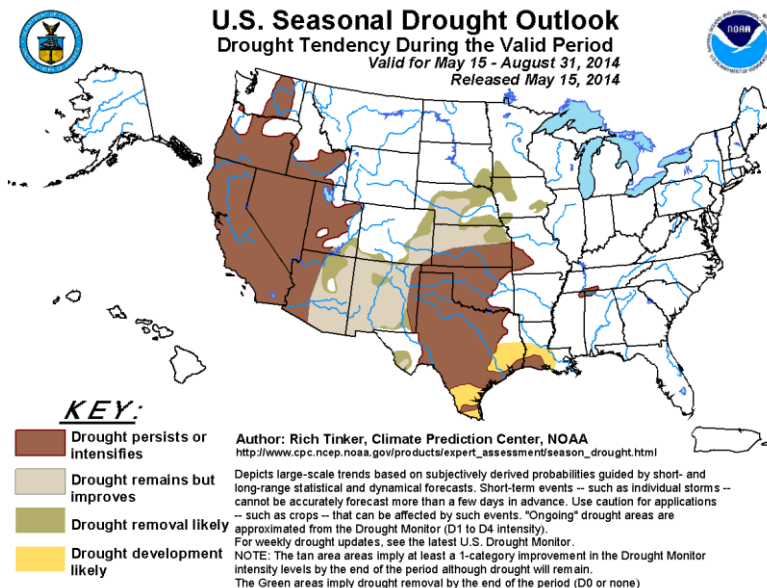 U.S. Seasonal Drought Outlook
Drought Tendency During the Valid Period
Valid for May 15 - August 31, 2014
Released May 15, 2014
NOAA
KEY:
Drought persists or
intensifies
Drought remains but
improves
Drought removal likely
Drought development
likely
Author: Rich Tinker, Climate Prediction Center, NOAA
http://www.cpc.ncep.noaa.gov/products/expert_assessment/season_drought.html
Depicts large-scale trends based on subjectively derived probabilities guided by short- and
long-range statistical and dynamical forecasts. Short-term events -- such as individual storms --
cannot be accurately forecast more than a few days in advance. Use caution for applications
-- such as crops -- that can be affected by such events. "Ongoing" drought areas are
approximated from the Drought Monitor (D1 to D4 intensity).
For weekly drought updates, see the latest U.S. Drought Monitor.
NOTE: The tan area areas imply at least a 1-category improvement in the Drought Monitor
intensity levels by the end of the period although drought will remain.
The Green areas imply drought removal by the end of the period (D0 or none)